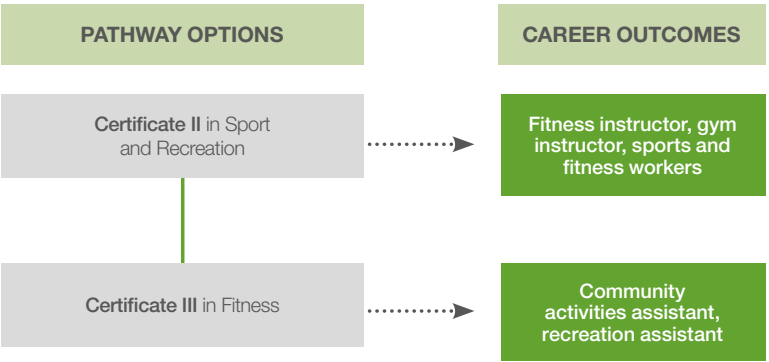 PATHWAY OPTIONS
CAREER OUTCOMES
Certificate II in Sport
and Recreation
Fitness instructor, gym
instructor, sports and
fitness workers
Certificate III in Fitness
Community
activities assistant,
recreation assistant